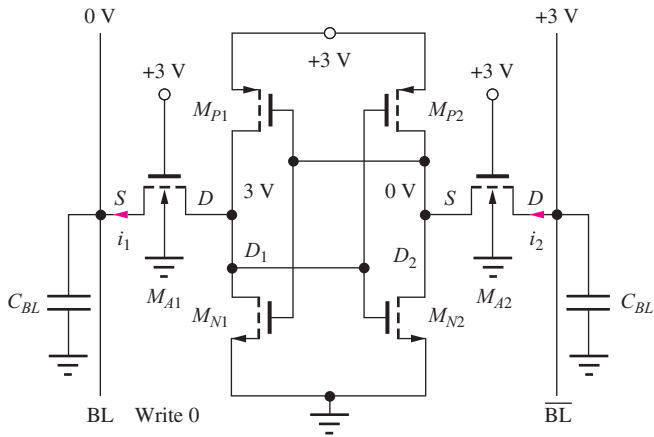 0 V
+3 V
+3 V
+3 V
+3 V
M_P1
M_P2
S
D
3 V
0 V
S
D
i_1
D_1
D_2
i_2
C_BL
M_A1
M_N1
M_N2
M_A2
C_BL
BL
Write 0
B̅L̅